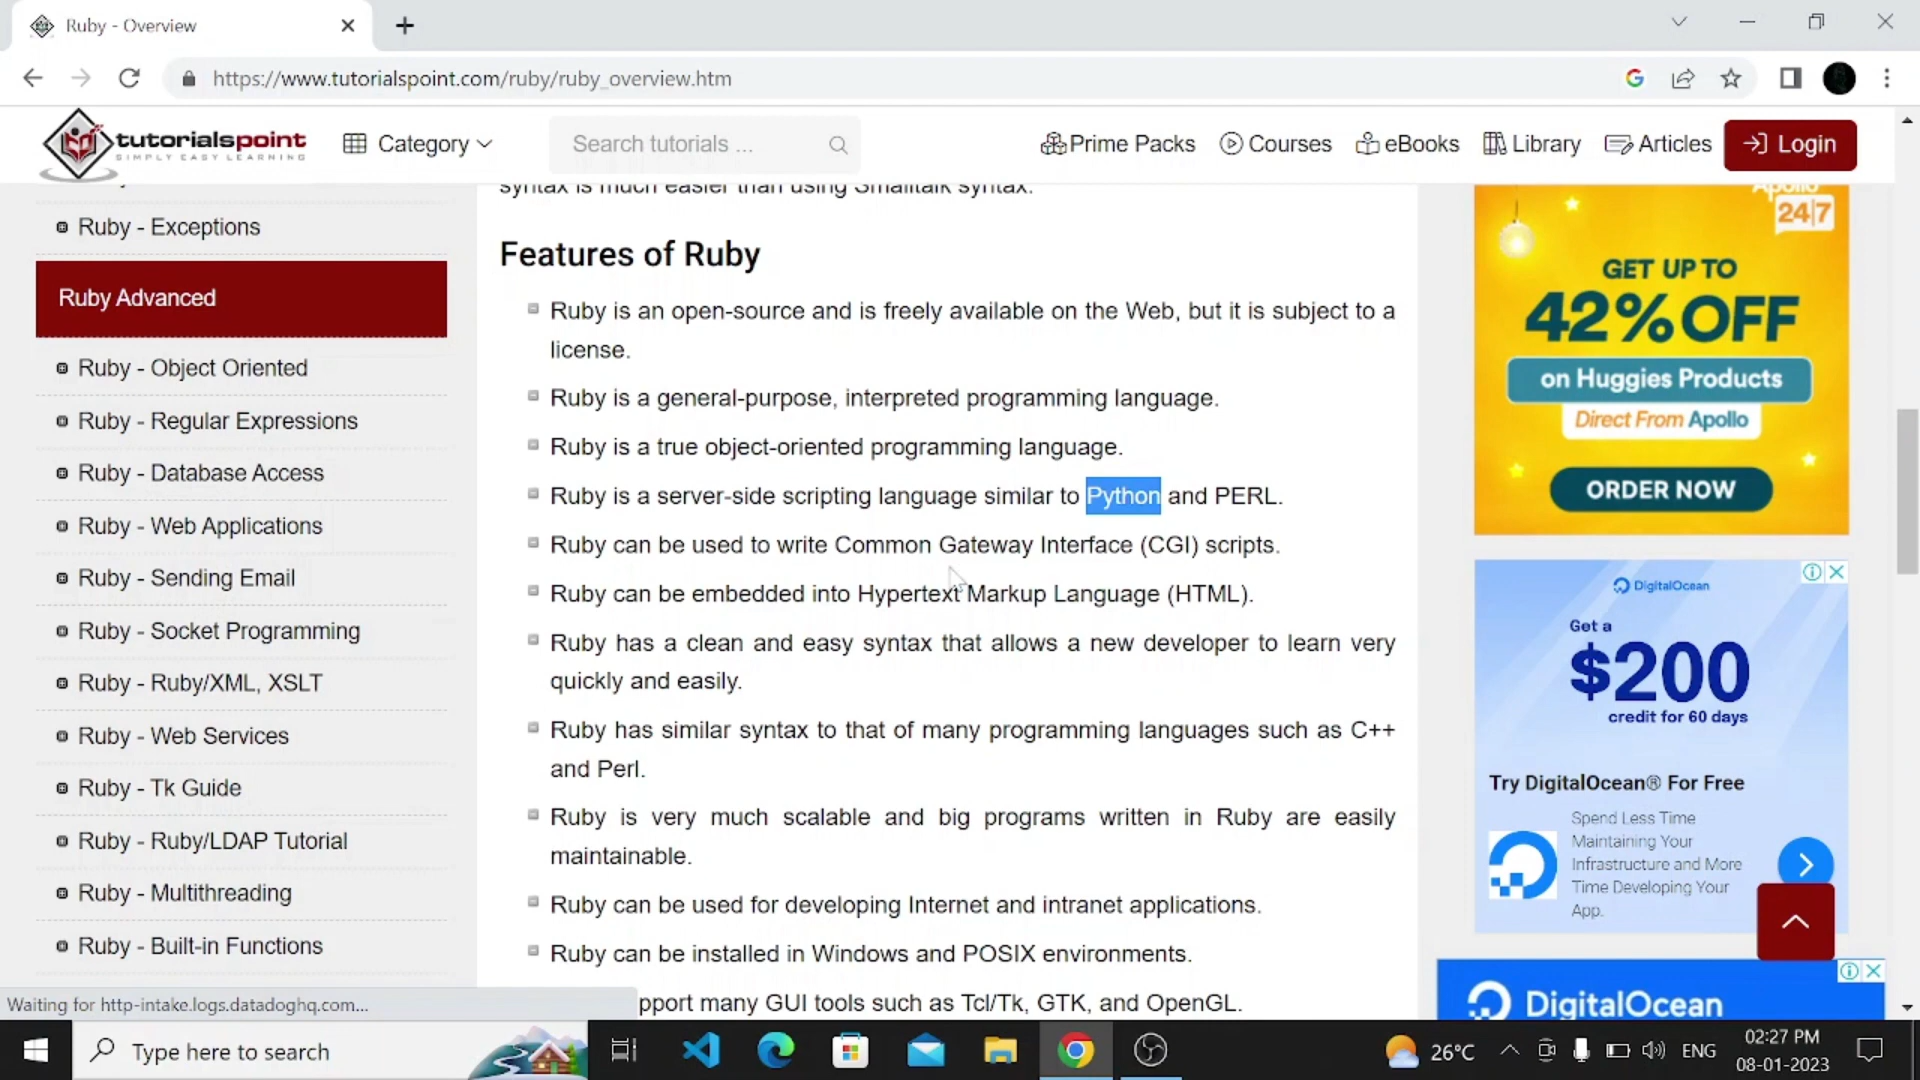 Ruby - Overview
https://www.tutorialspoint.com/ruby/ruby_overview.htm
tutorialspoint
SIMPLY EASY LEARNING
Category
Search tutorials ...
Prime Packs
Courses
eBooks
Library
Articles
Login
Ruby - Exceptions
Ruby Advanced
Ruby - Object Oriented
Ruby - Regular Expressions
Ruby - Database Access
Ruby - Web Applications
Ruby - Sending Email
Ruby - Socket Programming
Ruby - Ruby/XML, XSLT
Ruby - Web Services
Ruby - Tk Guide
Ruby - Ruby/LDAP Tutorial
Ruby - Multithreading
Ruby - Built-in Functions
syntax is much easier than using Smalltalk syntax.
Features of Ruby
Ruby is an open-source and is freely available on the Web, but it is subject to a
license.
Ruby is a general-purpose, interpreted programming language.
Ruby is a true object-oriented programming language.
Ruby is a server-side scripting language similar to Python and PERL.
Ruby can be used to write Common Gateway Interface (CGI) scripts.
Ruby can be embedded into Hypertext Markup Language (HTML).
Ruby has a clean and easy syntax that allows a new developer to learn very
quickly and easily.
Ruby has similar syntax to that of many programming languages such as C++
and Perl.
Ruby is very much scalable and big programs written in Ruby are easily
maintainable.
Ruby can be used for developing Internet and intranet applications.
Ruby can be installed in Windows and POSIX environments.
pport many GUI tools such as Tcl/Tk, GTK, and OpenGL.
Apollo
24|7
GET UP TO
42% OFF
on Huggies Products
Direct From Apollo
ORDER NOW
DigitalOcean
Get a
$200
credit for 60 days
Try DigitalOcean® For Free
Spend Less Time
Maintaining Your
Infrastructure and More
Time Developing Your
App.
DigitalOcean
Waiting for http-intake.logs.datadoghq.com...
Type here to search
26°C
ENG
02:27 PM
08-01-2023